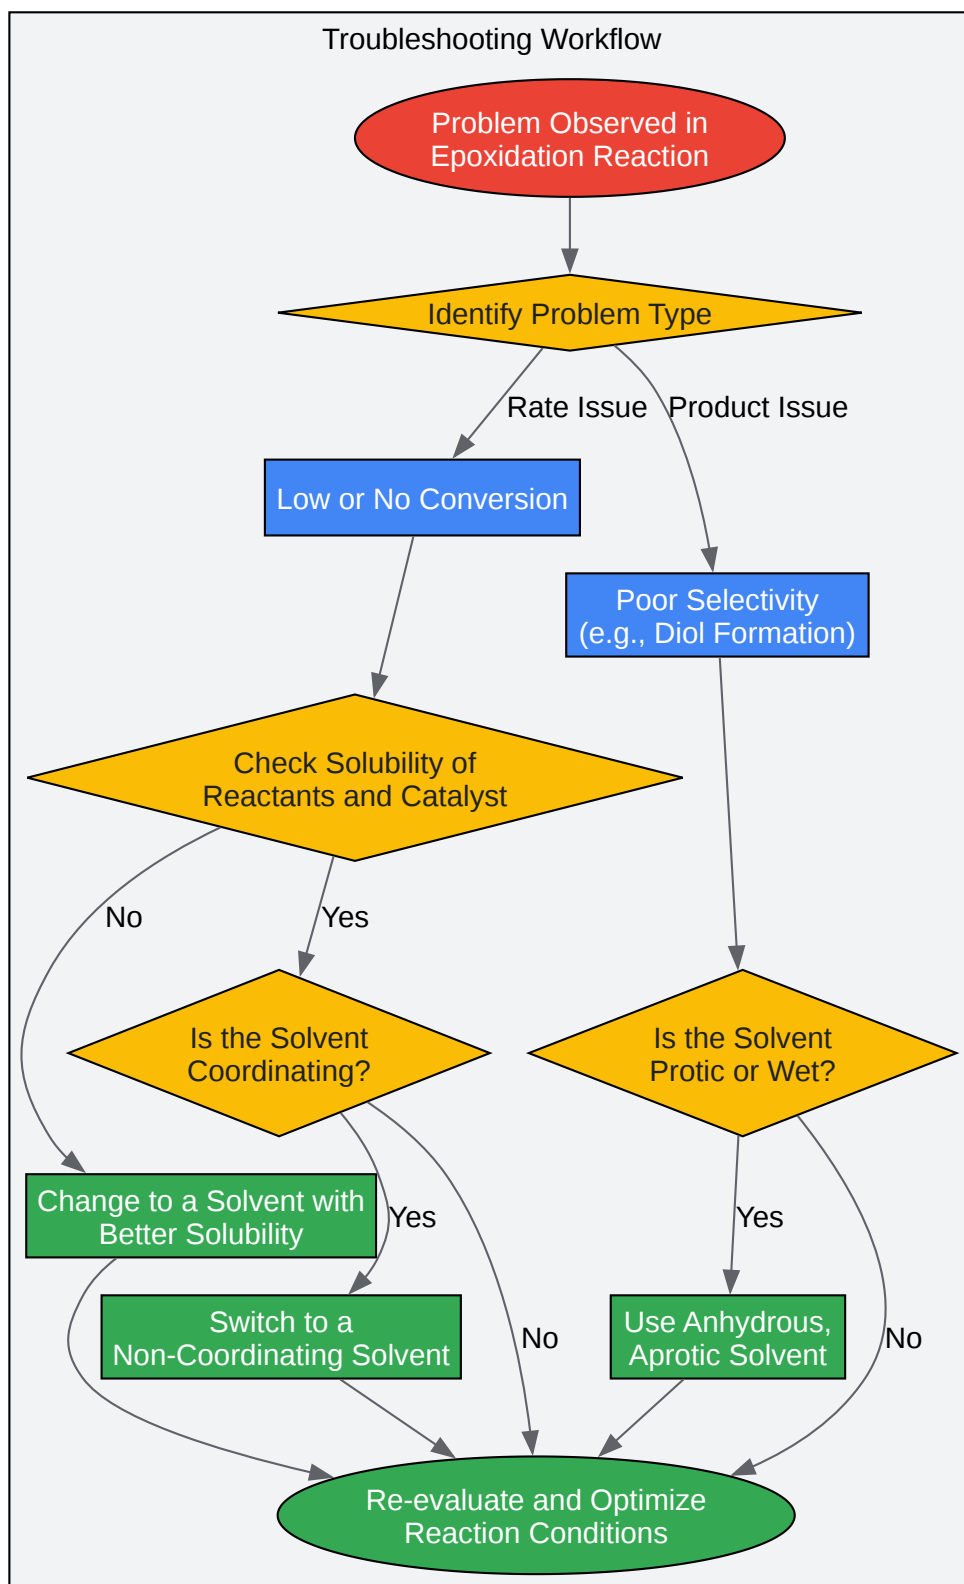 Troubleshooting Workflow
Problem Observed in
Epoxidation Reaction
Identify Problem Type
Rate Issue
Product Issue
Low or No Conversion
Poor Selectivity
(e.g., Diol Formation)
Check Solubility of
Reactants and Catalyst
No
Yes
Is the Solvent
Coordinating?
Is the Solvent
Protic or Wet?
Change to a Solvent with
Better Solubility
Yes
Yes
Switch to a
Non-Coordinating Solvent
No
Use Anhydrous,
Aprotic Solvent
No
Re-evaluate and Optimize
Reaction Conditions